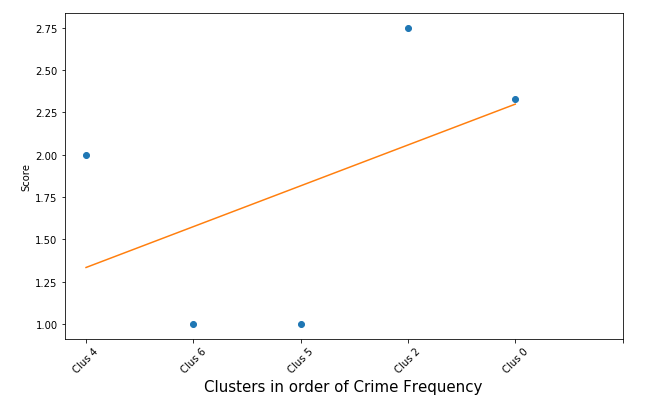 2.75
2.50
2.25
2.00
1.75
1.50
1.25
1.00
Score
Clus 4
Clus 6
Clus 5
Clus 2
Clus 0
Clusters in order of Crime Frequency